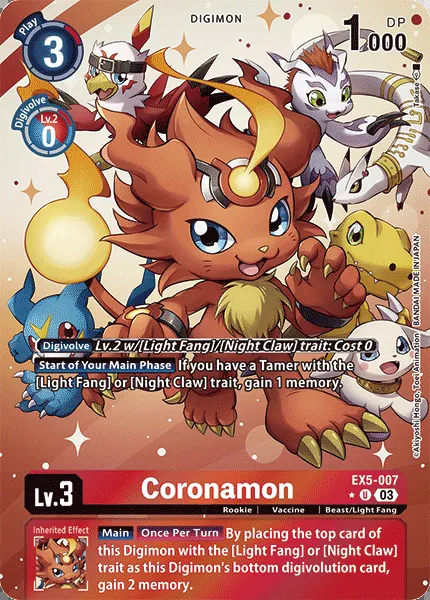 DIGIMON
Play
3
1,000
DP
Digivolve
Lv.2
0
Takase
©Akiyoshi Hongo, Toei Animation BANDAI MADE IN JAPAN
Digivolve Lv.2 w/[Light Fang]/[Night Claw] trait: Cost 0
Start of Your Main Phase If you have a Tamer with the
[Light Fang] or [Night Claw] trait, gain 1 memory.
Lv.3
Coronamon
EX5-007
U 03
Rookie | Vaccine | Beast/Light Fang
Inherited Effect
Main Once Per Turn By placing the top card of
this Digimon with the [Light Fang] or [Night Claw]
trait as this Digimon's bottom digivolution card,
gain 2 memory.